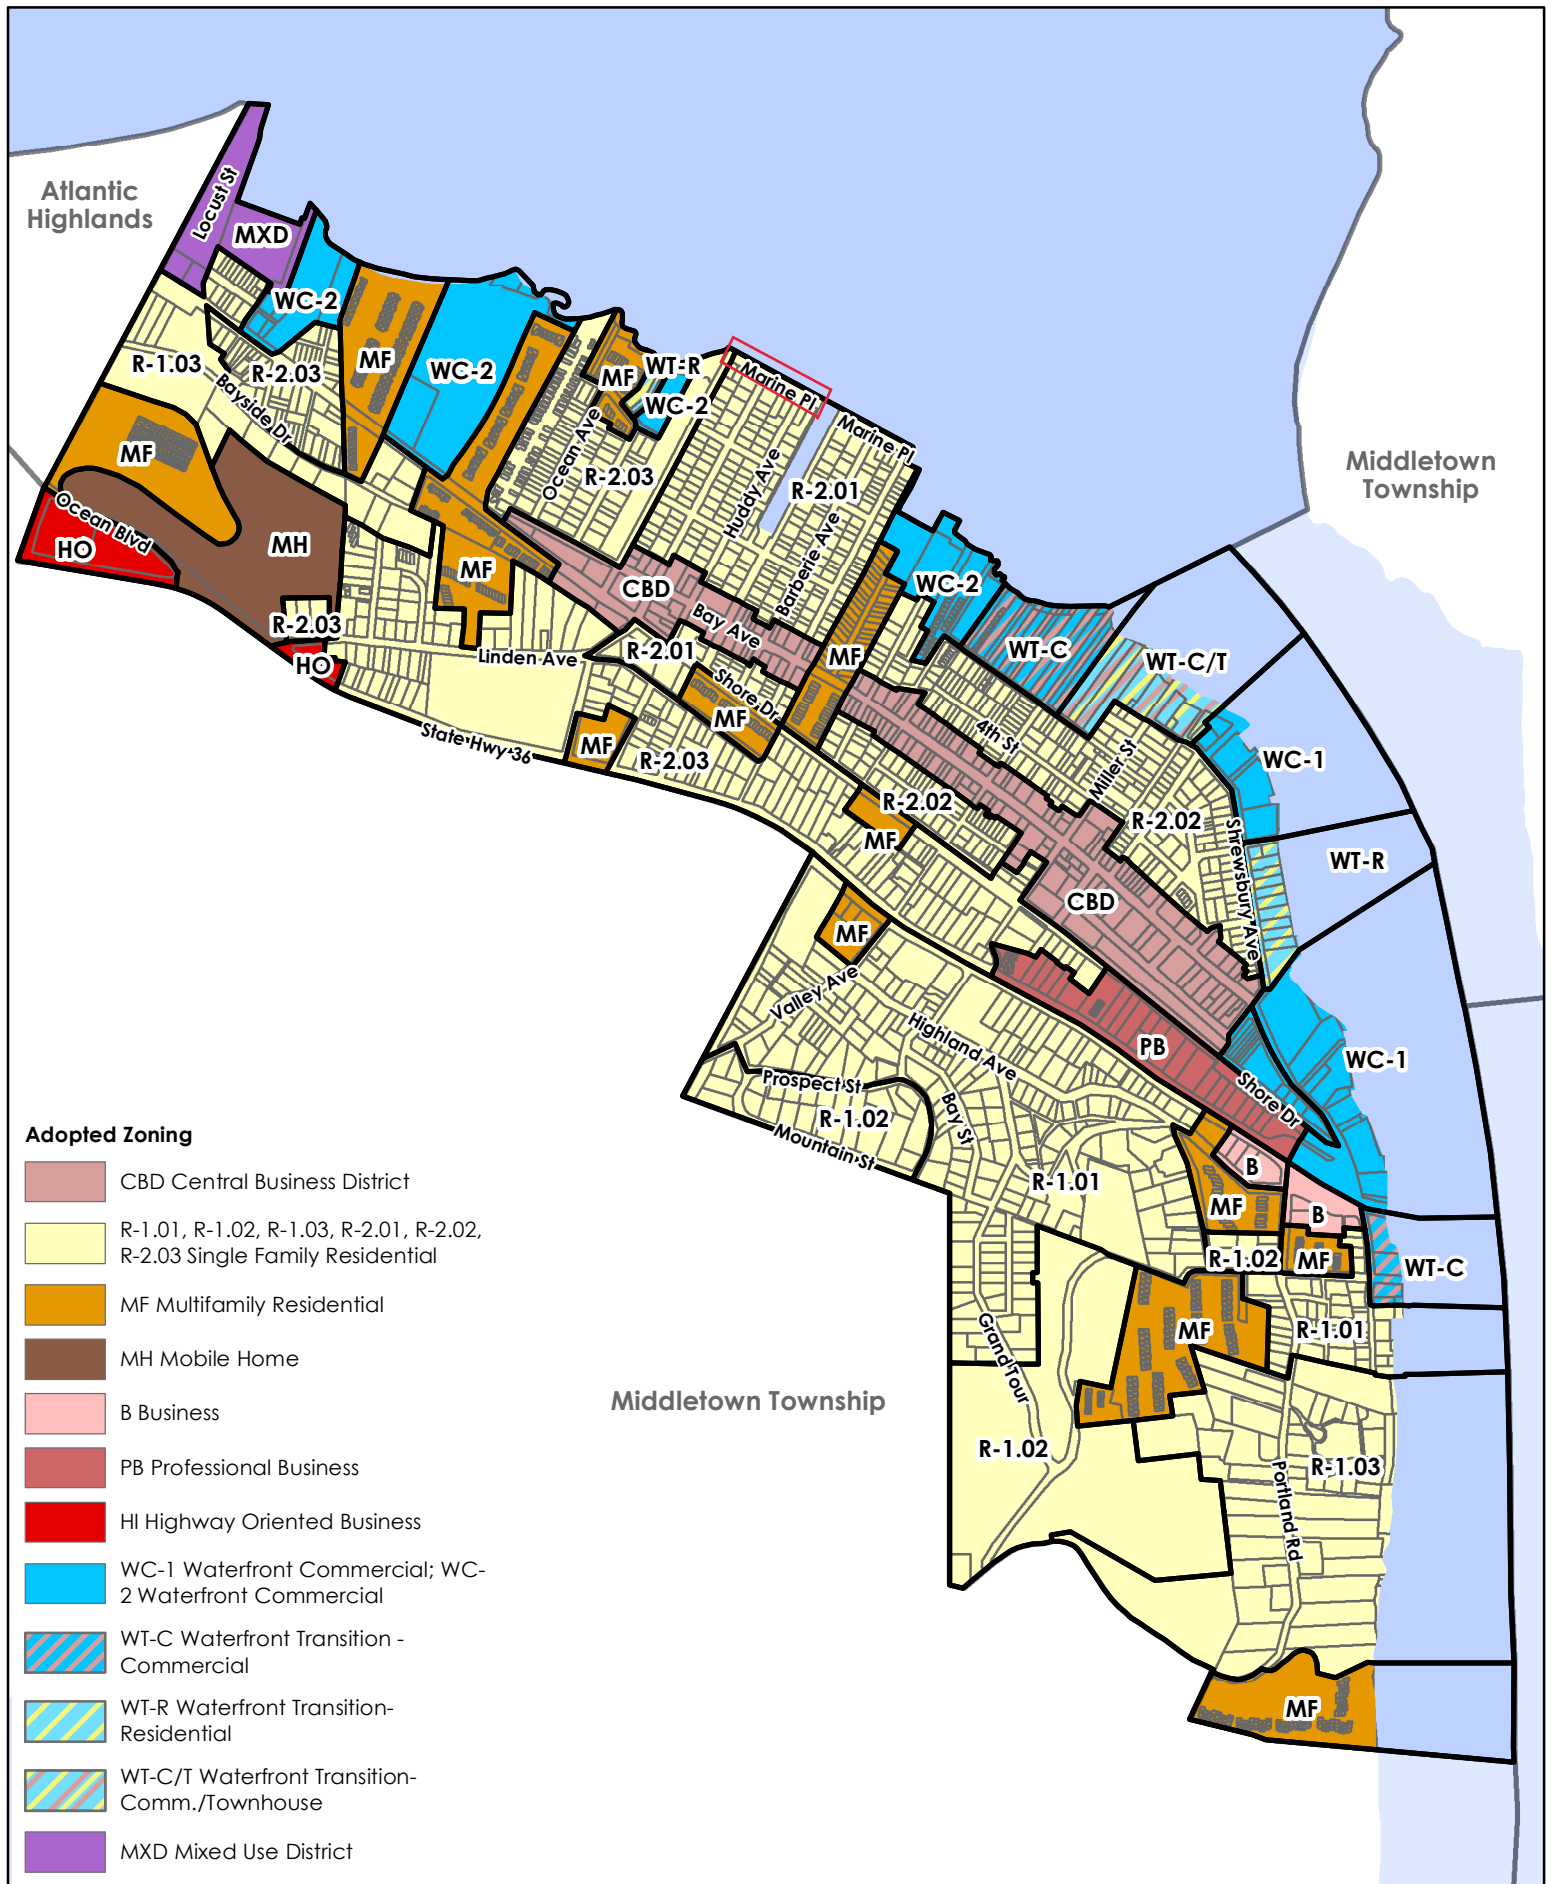 Atlantic
Highlands
Locust St
MXD
WC-2
R-1.03
R-2.03
MF
WC-2
Bayside Dr
MF
WT-R
WC-2
Marine Pl
Marine Pl
Ocean Ave
R-2.03
Huddy Ave
R-2.01
Barberie Ave
Middletown
Township
MF
Ocean Blvd
HO
MH
MF
CBD
Bay Ave
WC-2
WT-C
WT-C/T
R-2.03
HO
Linden Ave
R-2.01
Shore Dr
MF
MF
State Hwy 36
MF
R-2.03
4th St
Miller St
WC-1
R-2.02
MF
R-2.02
Shrewsbury Ave
WT-R
CBD
MF
Valley Ave
Highland Ave
PB
WC-1
Shore Dr
Prospect St
R-1.02
Bay St
Mountain St
R-1.01
B
MF
B
R-1.02
MF
WT-C
MF
R-1.01
Grand Tour
Middletown Township
R-1.02
R-1.03
Portland Rd
MF
Adopted Zoning
CBD Central Business District
R-1.01, R-1.02, R-1.03, R-2.01, R-2.02,
R-2.03 Single Family Residential
MF Multifamily Residential
MH Mobile Home
B Business
PB Professional Business
HI Highway Oriented Business
WC-1 Waterfront Commercial; WC-
2 Waterfront Commercial
WT-C Waterfront Transition -
Commercial
WT-R Waterfront Transition-
Residential
WT-C/T Waterfront Transition-
Comm./Townhouse
MXD Mixed Use District